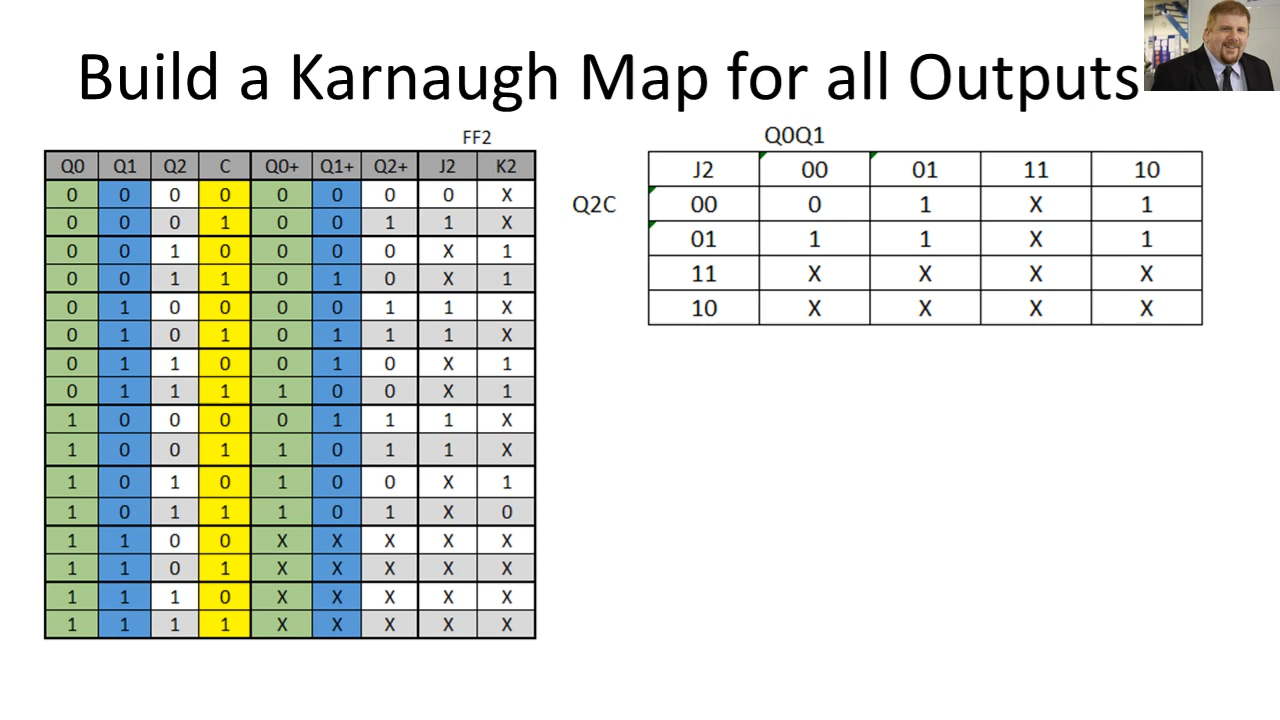 Build a Karnaugh Map for all Outputs
FF2
Q0 Q1 Q2 C Q0+ Q1+ Q2+ J2 K2
0 0 0 0 0 0 0 0 X
0 0 0 1 0 0 1 1 X
0 0 1 0 0 0 0 X 1
0 0 1 1 0 1 0 X 1
0 1 0 0 0 0 1 1 X
0 1 0 1 0 1 1 1 X
0 1 1 0 0 1 0 X 1
0 1 1 1 1 0 0 X 1
1 0 0 0 0 1 1 1 X
1 0 0 1 1 0 1 1 X
1 0 1 0 1 0 0 X 1
1 0 1 1 1 0 1 X 0
1 1 0 0 X X X X X
1 1 0 1 X X X X X
1 1 1 0 X X X X X
1 1 1 1 X X X X X
Q0Q1
J2 00 01 11 10
Q2C 00 0 1 X 1
01 1 1 X 1
11 X X X X
10 X X X X